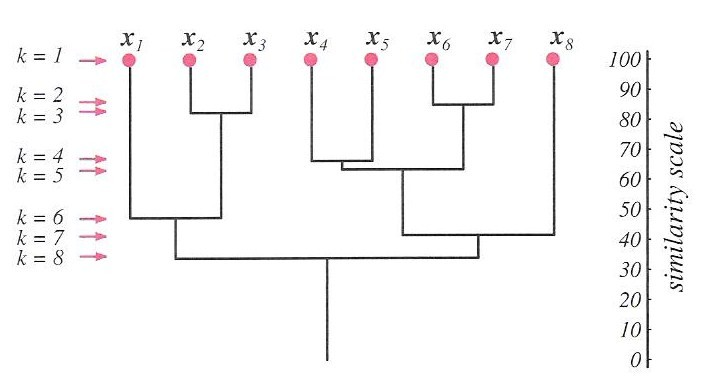 x1 x2 x3 x4 x5 x6 x7 x8
k = 1
k = 2
k = 3
k = 4
k = 5
k = 6
k = 7
k = 8
100
90
80
70
60
50
40
30
20
10
0
similarity scale